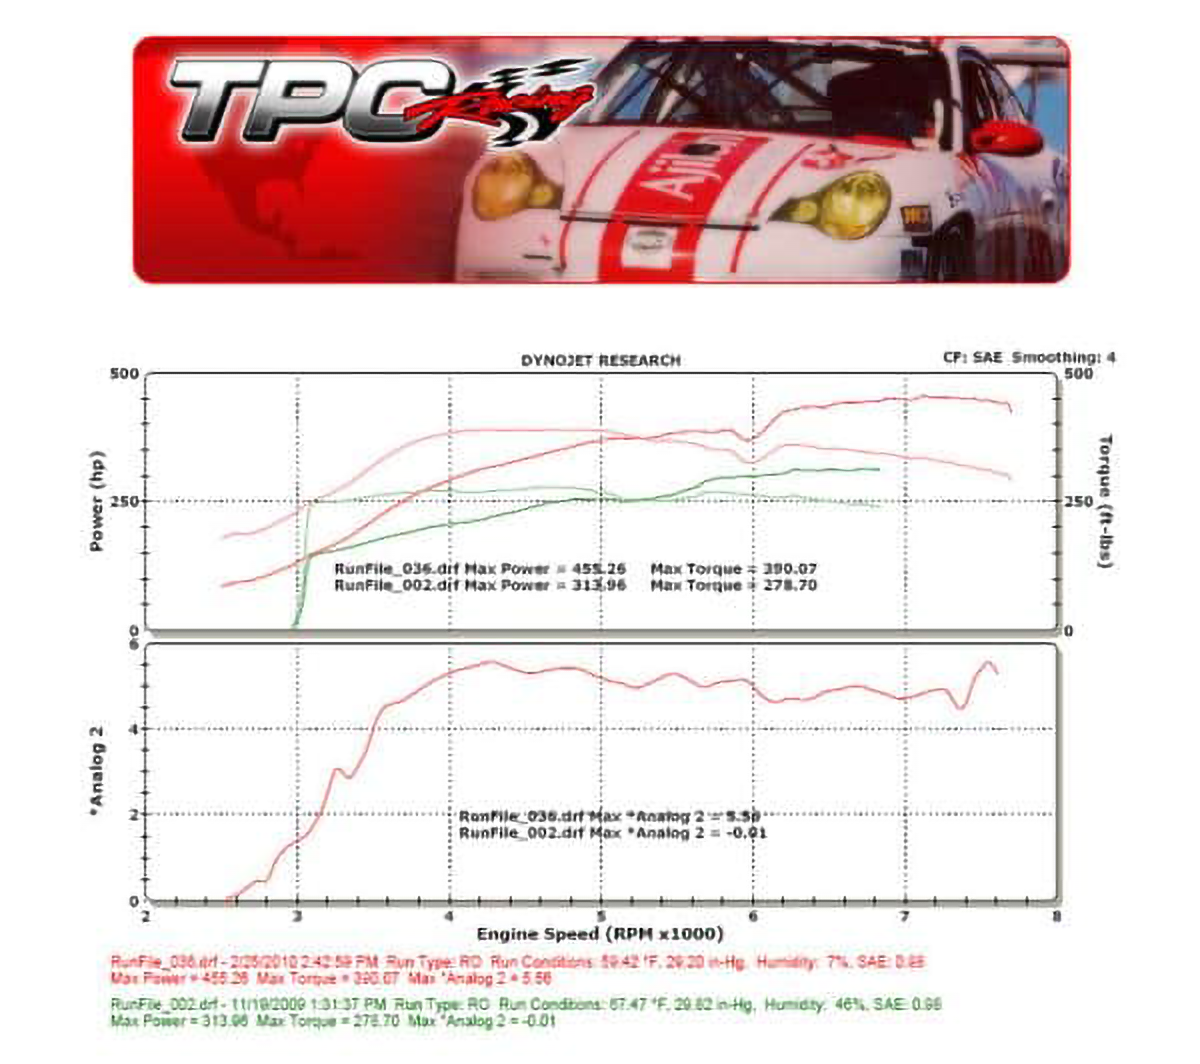 TPC Racing
Ajilon
DYNOJET RESEARCH
CF: SAE Smoothing: 4
500
500
Power (hp)
Torque (ft-lbs)
250
250
RunFile_036.drf Max Power = 455.26 Max Torque = 390.07
RunFile_002.drf Max Power = 313.96 Max Torque = 278.70
0
0
6
*Analog 2
4
2
RunFile_036.drf Max *Analog 2 = 5.56
RunFile_002.drf Max *Analog 2 = -0.01
0
2 3 4 5 6 7 8
Engine Speed (RPM x1000)
RunFile_036.drf - 2/25/2010 2:42:59 PM Run Type: RO Run Conditions: 59.42 °F, 29.20 in-Hg, Humidity: 7%, SAE: 0.98
Max Power = 455.26 Max Torque = 390.07 Max *Analog 2 = 5.56
RunFile_002.drf - 11/19/2009 1:31:37 PM Run Type: RO Run Conditions: 67.47 °F, 29.82 in-Hg, Humidity: 46%, SAE: 0.98
Max Power = 313.96 Max Torque = 278.70 Max *Analog 2 = -0.01